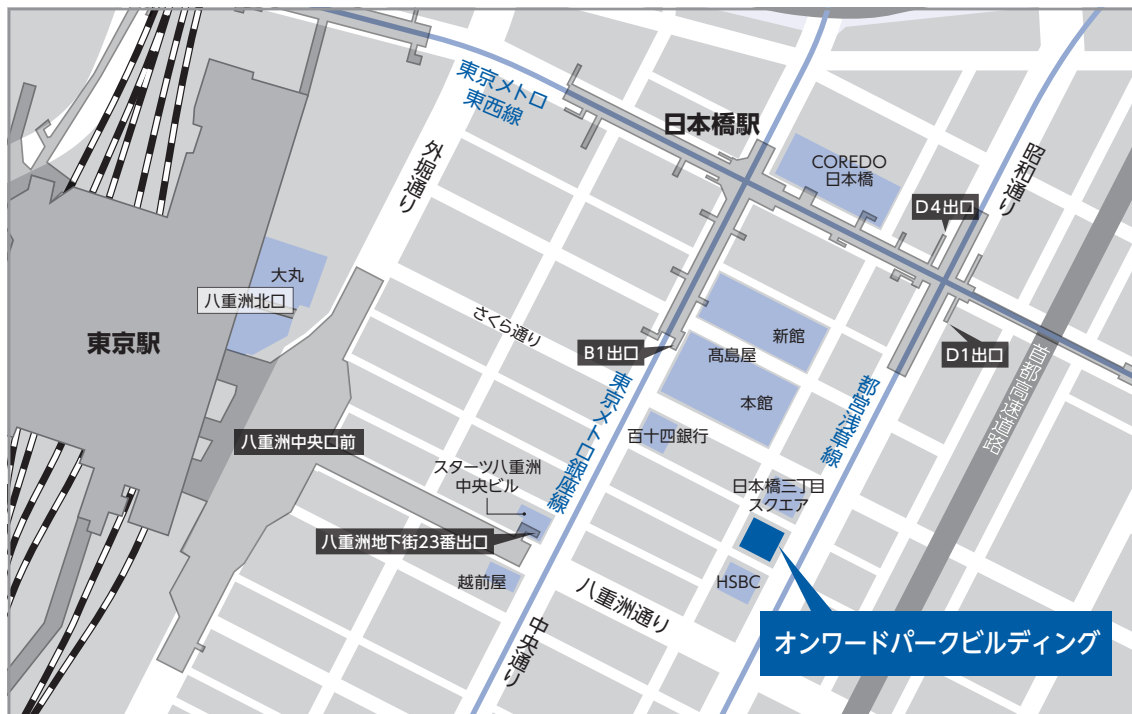 東京メトロ
東西線
日本橋駅
COREDO
日本橋
昭和通り
外堀通り
D4出口
大丸
八重洲北口
東京駅
さくら通り
B1出口
新館
髙島屋
本館
D1出口
首都高速道路
都営浅草線
東京メトロ銀座線
百十四銀行
八重洲中央口前
スターツ八重洲
中央ビル
日本橋三丁目
スクエア
八重洲地下街23番出口
越前屋
HSBC
八重洲通り
中央通り
オンワードパークビルディング